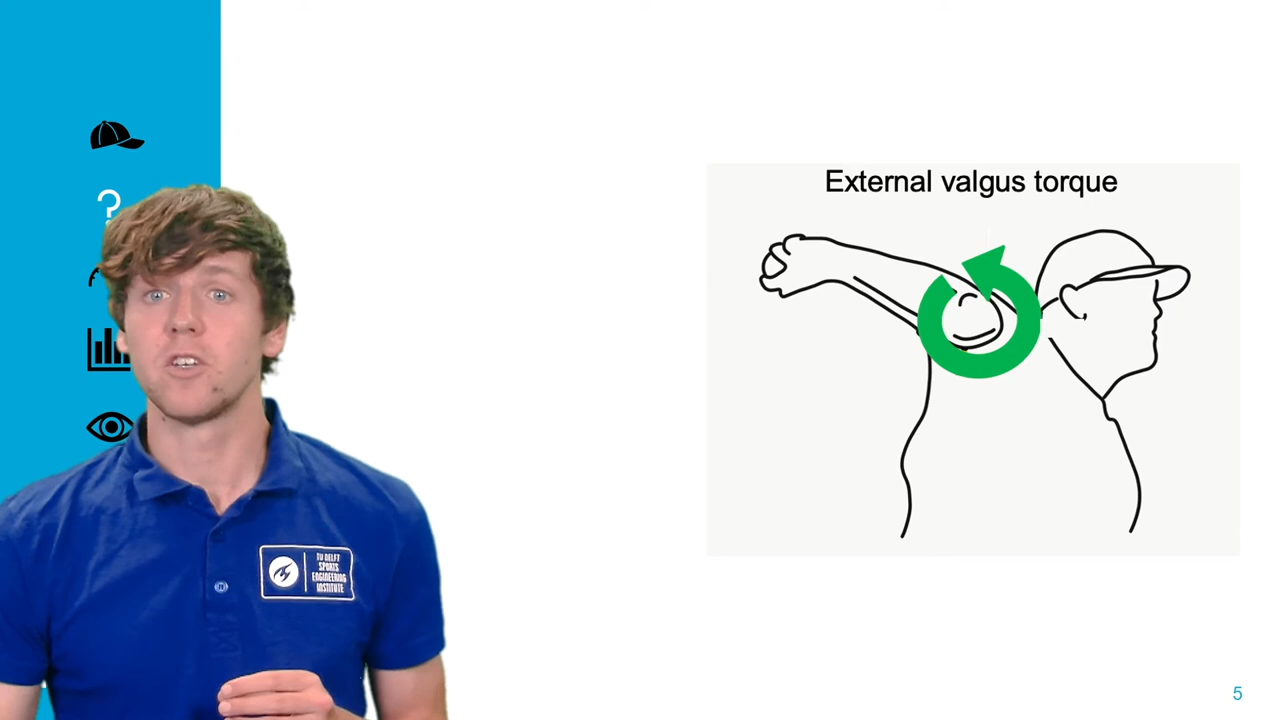 External valgus torque
?
TU DELFT
SPORTS
ENGINEERING
INSTITUTE
5